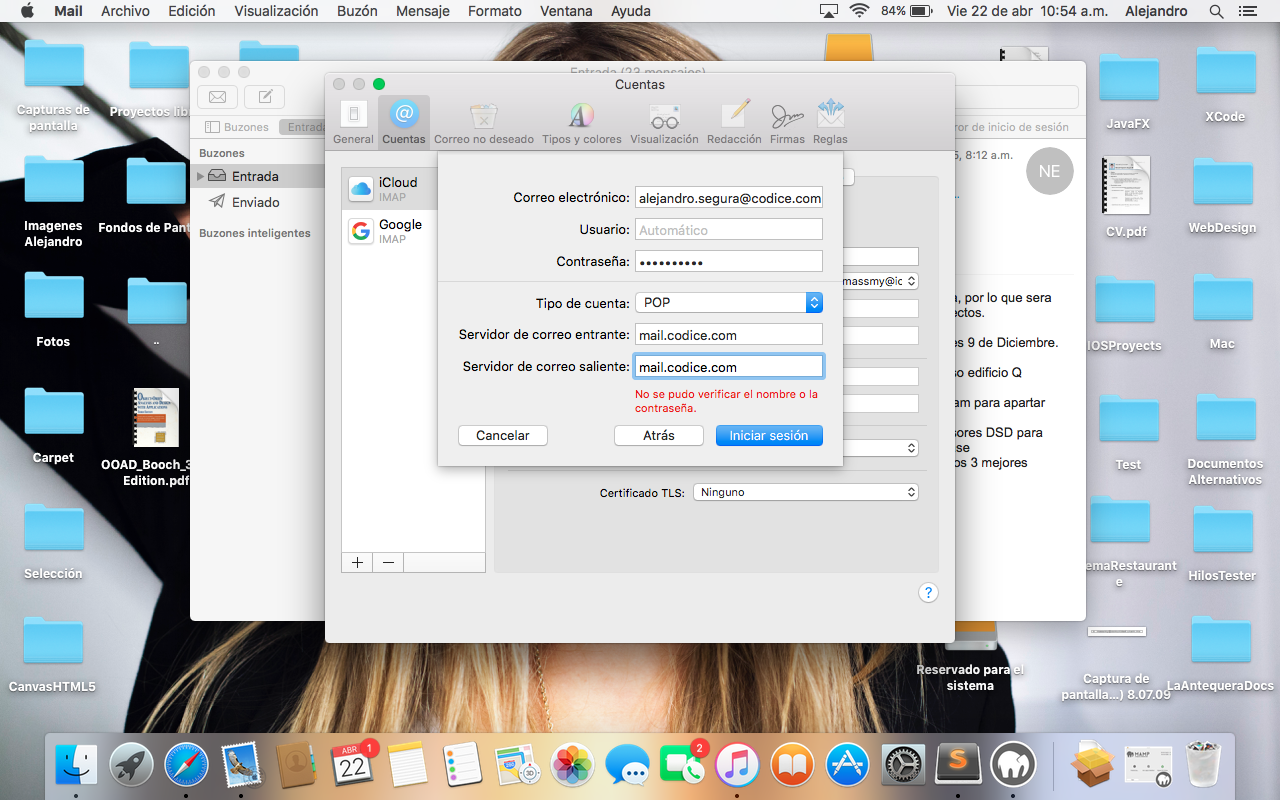 Mail Archivo Edición Visualización Buzón Mensaje Formato Ventana Ayuda 84% Vie 22 de abr 10:54 a.m. Alejandro
Capturas de
pantalla
Proyectos lib
Imagenes
Alejandro
Fondos de Pant
Fotos
..
Carpet
OOAD_Booch_3
Edition.pdf
Selección
CanvasHTML5
Entrada (23 mensajes)
Buzones
Entrada
Buzones
Entrada
Enviado
Buzones inteligentes
Cuentas
General
Cuentas
Correo no deseado
Tipos y colores
Visualización
Redacción
Firmas
Reglas
iCloud
IMAP
Google
IMAP
Correo electrónico: alejandro.segura@codice.com
Usuario: Automático
Contraseña: ••••••••••
Tipo de cuenta: POP
Servidor de correo entrante: mail.codice.com
Servidor de correo saliente: mail.codice.com
No se pudo verificar el nombre o la
contraseña.
Cancelar
Atrás
Iniciar sesión
massmy@ic
Certificado TLS: Ninguno
+ −
?
ror de inicio de sesión
5, 8:12 a.m.
NE
a, por lo que sera
ectos.
es 9 de Diciembre.
so edificio Q
am para apartar
sores DSD para
se
os 3 mejores
JavaFX
XCode
CV.pdf
WebDesign
IOSProyects
Mac
Test
Documentos
Alternativos
emaRestaurant
e
HilosTester
Reservado para el
sistema
Captura de
pantalla...) 8.07.09
LaAntequeraDocs
ABR
22
1
3D
2
S
MAMP